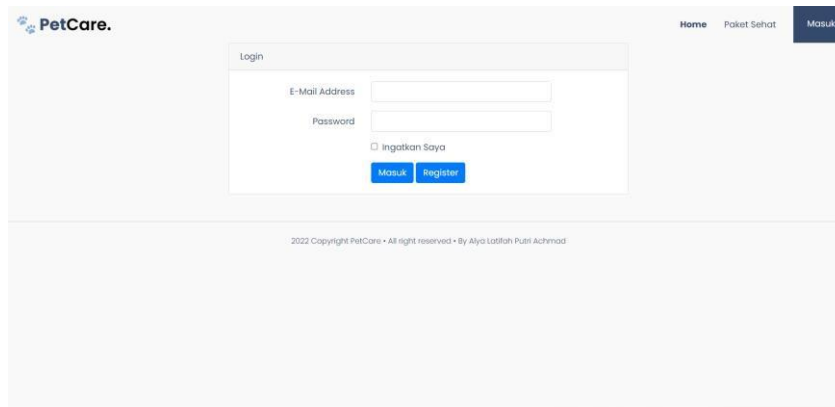 PetCare.
Home Paket Sehat Masuk
Login
E-Mail Address
Password
Ingatkan Saya
Masuk Register
2022 Copyright PetCare • All right reserved • By Alya Latifah Putri Achmad